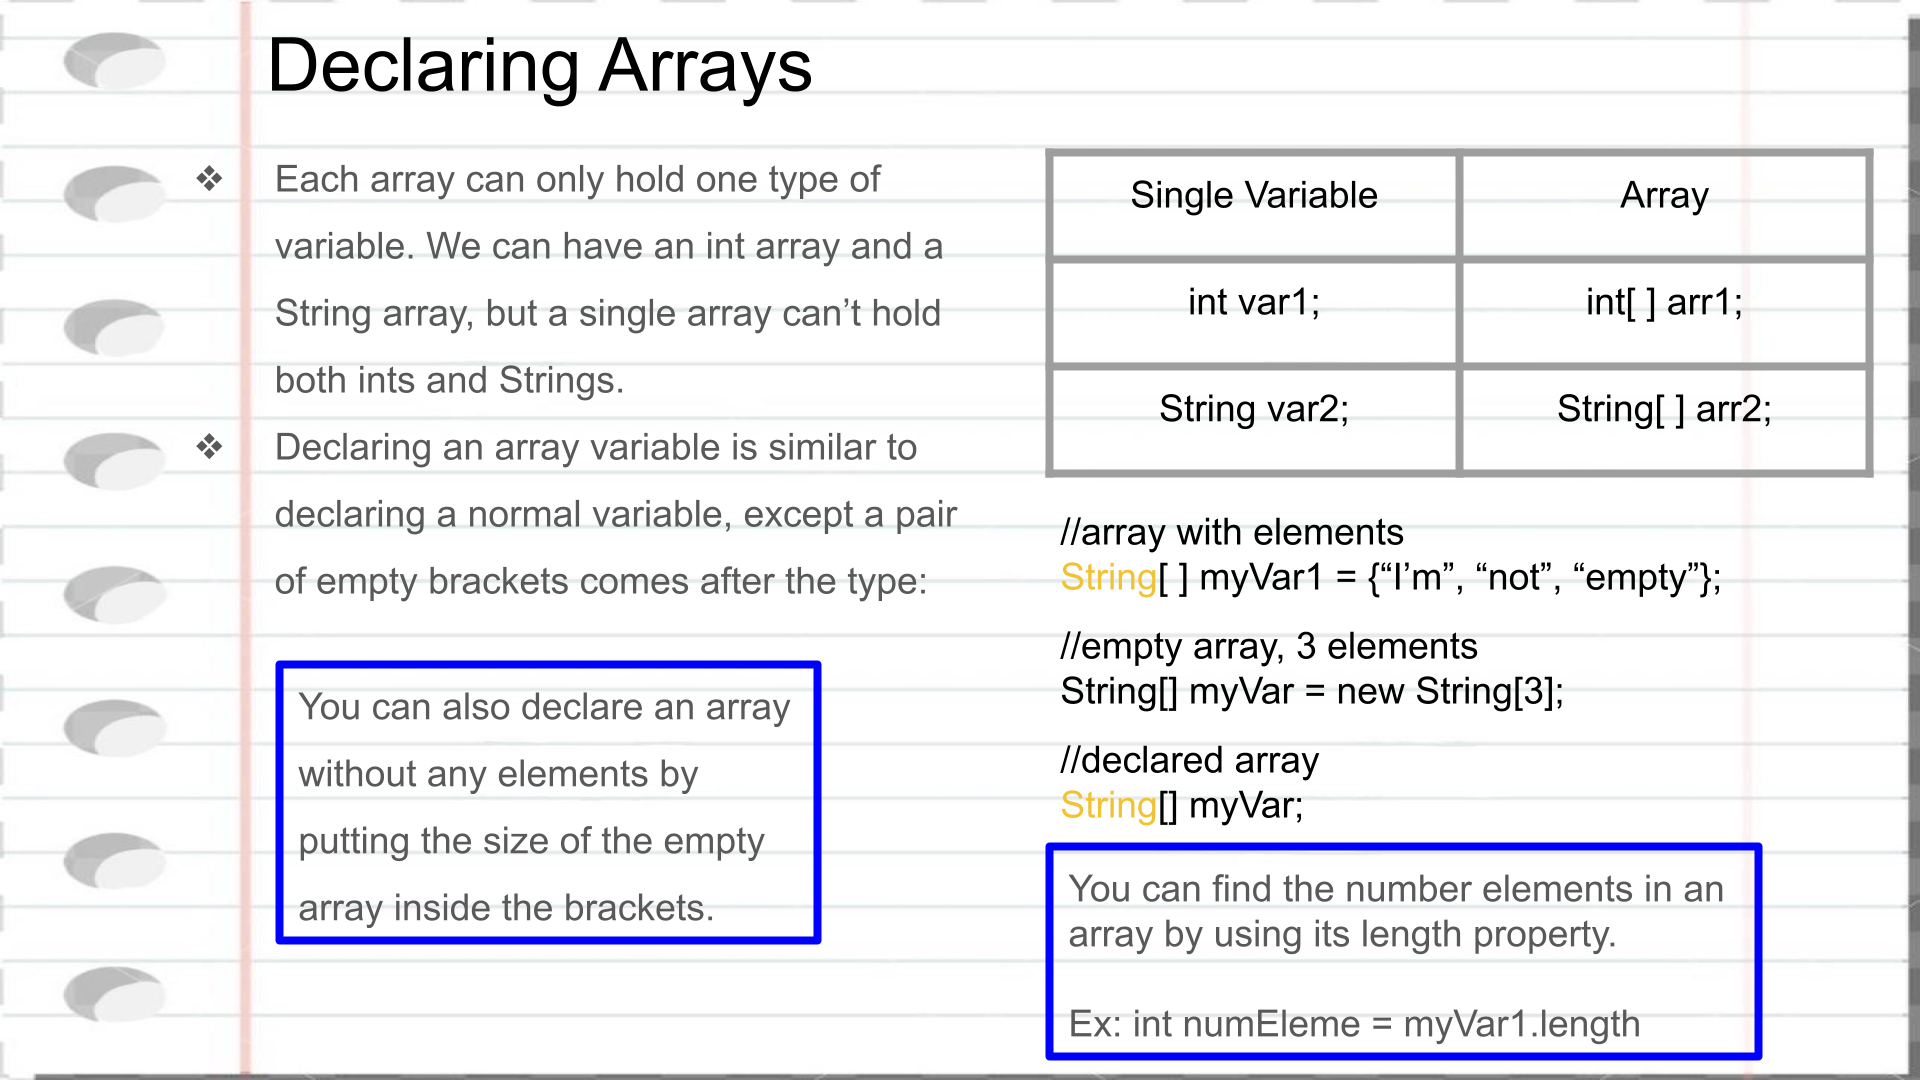 Declaring Arrays
❖ Each array can only hold one type of
variable. We can have an int array and a
String array, but a single array can’t hold
both ints and Strings.
❖ Declaring an array variable is similar to
declaring a normal variable, except a pair
of empty brackets comes after the type:
You can also declare an array
without any elements by
putting the size of the empty
array inside the brackets.
Single Variable Array
int var1; int[ ] arr1;
String var2; String[ ] arr2;
//array with elements
String[ ] myVar1 = {“I’m”, “not”, “empty”};
//empty array, 3 elements
String[] myVar = new String[3];
//declared array
String[] myVar;
You can find the number elements in an
array by using its length property.
Ex: int numEleme = myVar1.length